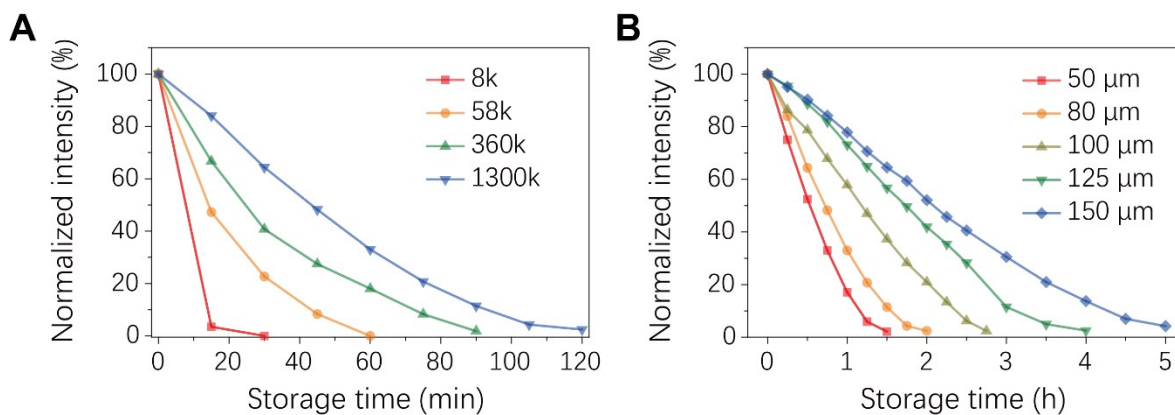 A
Normalized intensity (%)
100
80
60
40
20
0
0 20 40 60 80 100 120
Storage time (min)
8k
58k
360k
1300k
B
Normalized intensity (%)
100
80
60
40
20
0
0 1 2 3 4 5
Storage time (h)
50 μm
80 μm
100 μm
125 μm
150 μm